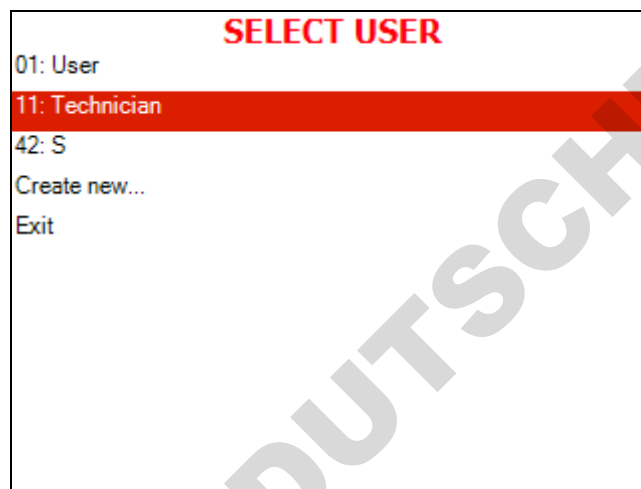 SELECT USER
01: User
11: Technician
42: S
Create new...
Exit